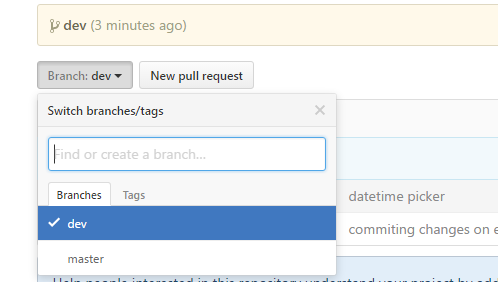 dev (3 minutes ago)
Branch: dev
New pull request
Switch branches/tags
Find or create a branch...
Branches
Tags
dev
datetime picker
commiting changes on
master
Help people interested in this repository understand your project by